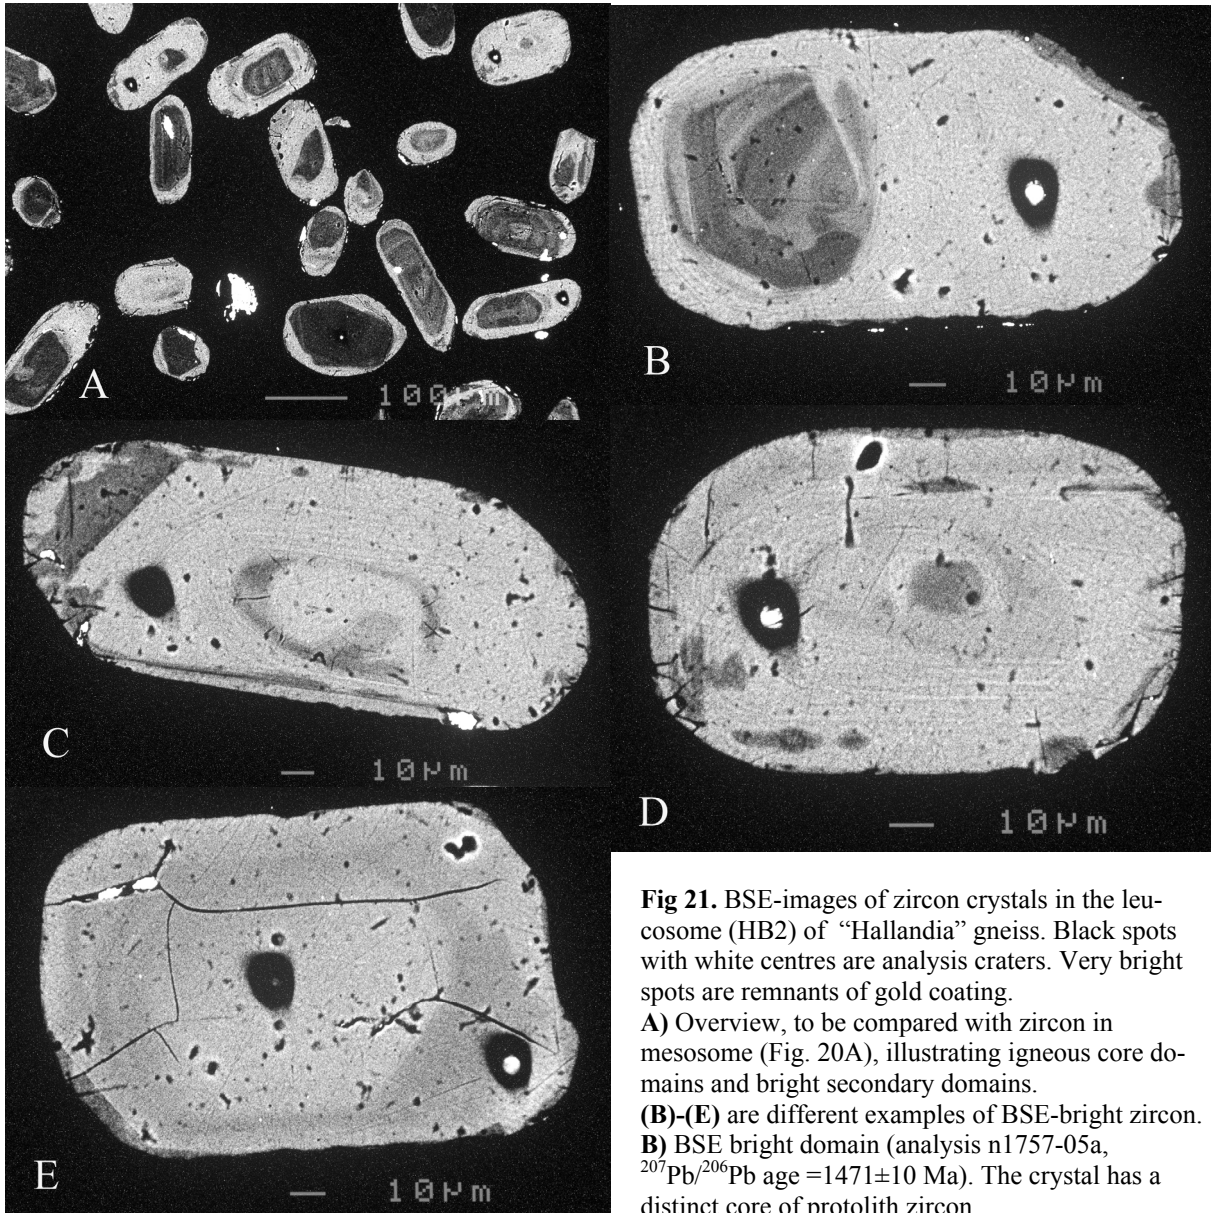 A
100µm
B
10µm
C
10µm
D
10µm
E
10µm
Fig 21. BSE-images of zircon crystals in the leu-
cosome (HB2) of “Hallandia” gneiss. Black spots
with white centres are analysis craters. Very bright
spots are remnants of gold coating.
A) Overview, to be compared with zircon in
mesosome (Fig. 20A), illustrating igneous core do-
mains and bright secondary domains.
(B)-(E) are different examples of BSE-bright zircon.
B) BSE bright domain (analysis n1757-05a,
²⁰⁷Pb/²⁰⁶Pb age =1471±10 Ma). The crystal has a
distinct core of protolith zircon